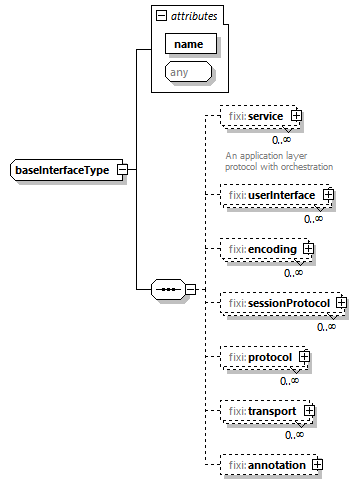 attributes
name
any
baseInterfaceType
fixi:service
0..∞
An application layer
protocol with orchestration
fixi:userInterface
0..∞
fixi:encoding
0..∞
fixi:sessionProtocol
0..∞
fixi:protocol
0..∞
fixi:transport
0..∞
fixi:annotation